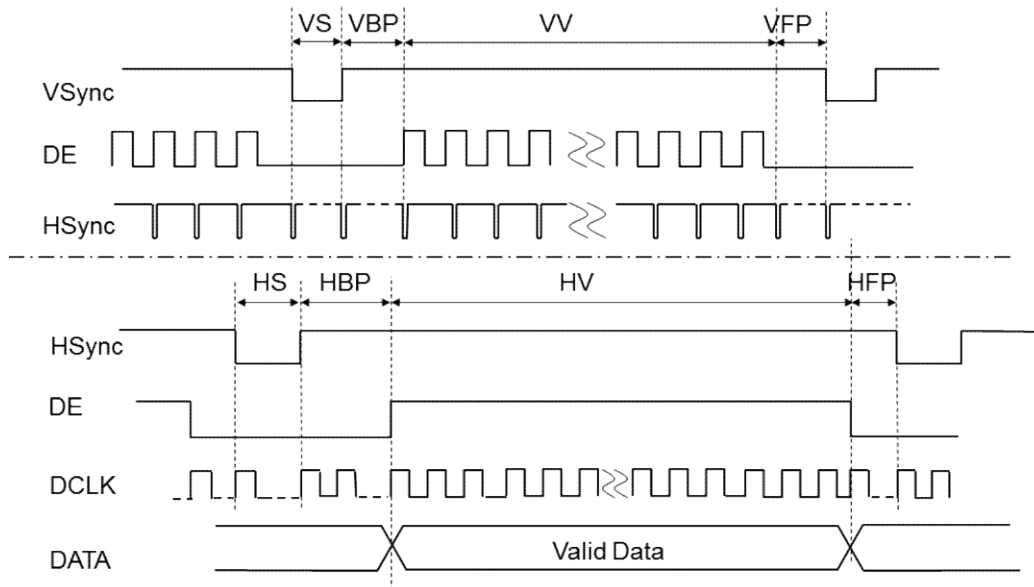 VS VBP VV VFP
VSync
DE
HSync
HS HBP HV HFP
HSync
DE
DCLK
DATA Valid Data